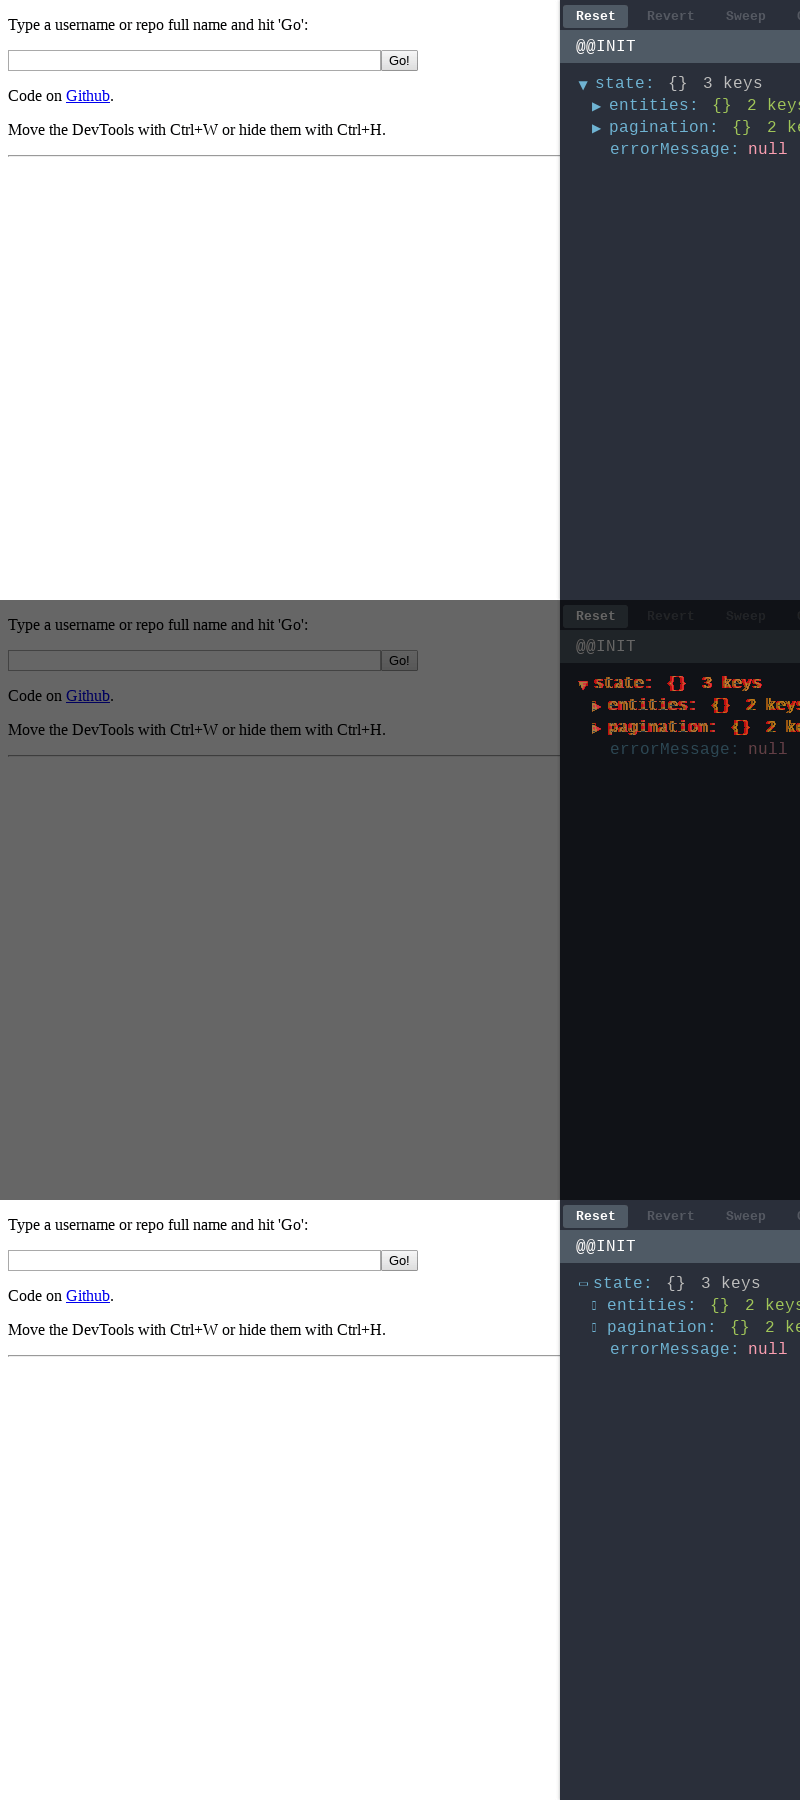 Type a username or repo full name and hit 'Go':
Go!
Code on Github.
Move the DevTools with Ctrl+W or hide them with Ctrl+H.
Reset Revert Sweep
@@INIT
▼ state: {} 3 keys
▶ entities: {} 2 keys
▶ pagination: {} 2 ke
errorMessage: null
Type a username or repo full name and hit 'Go':
Go!
Code on Github.
Move the DevTools with Ctrl+W or hide them with Ctrl+H.
Reset Revert Sweep
@@INIT
▼ state: {} 3 keys
▶ entities: {} 2 keys
▶ pagination: {} 2 ke
errorMessage: null
Type a username or repo full name and hit 'Go':
Go!
Code on Github.
Move the DevTools with Ctrl+W or hide them with Ctrl+H.
Reset Revert Sweep
@@INIT
state: {} 3 keys
entities: {} 2 keys
pagination: {} 2 ke
errorMessage: null